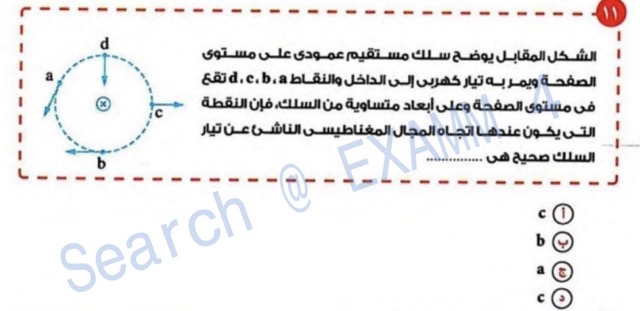 ١١
الشكل المقابل يوضح سلك مستقيم عمودى على مستوى
الصفحة ويمر به تيار كهربى إلى الداخل والنقاط d ، c ، b ، a تقع
فى مستوى الصفحة وعلى أبعاد متساوية من السلك، فإن النقطة
التى يكون عندها اتجاه المجال المغناطيسى الناشئ عن تيار
السلك صحيح هى ...............
d
a
c
b
أ c
ب b
ج a
د c
Search @ EXAMM_4